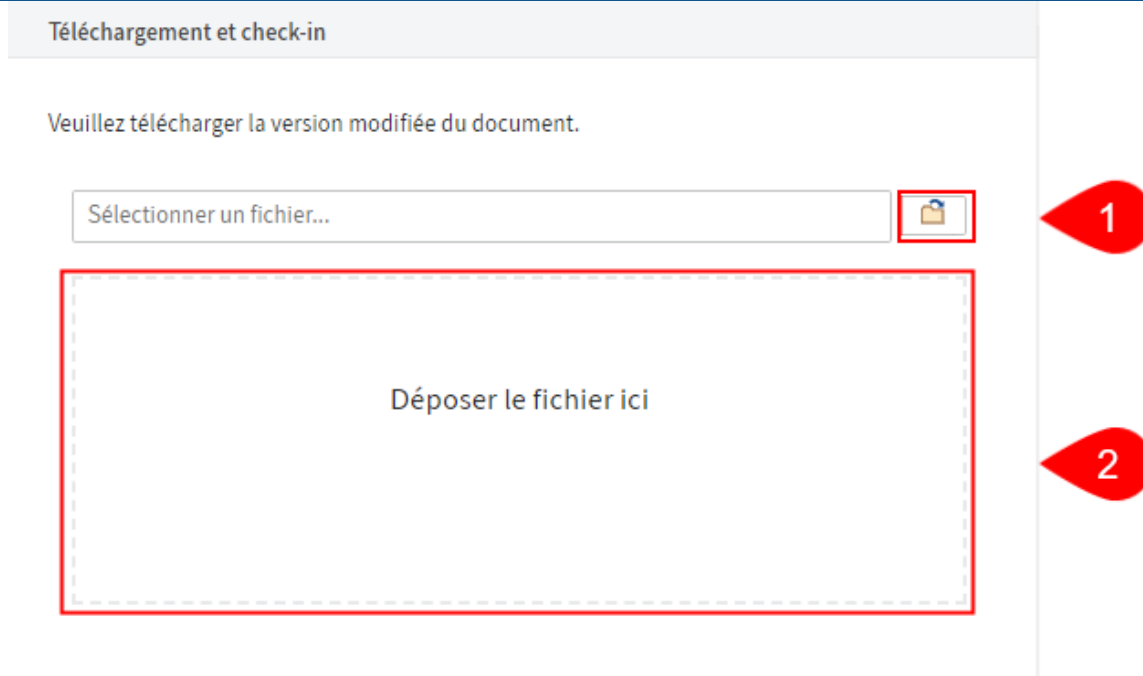 Téléchargement et check-in
Veuillez télécharger la version modifiée du document.
Sélectionner un fichier...
1
Déposer le fichier ici
2